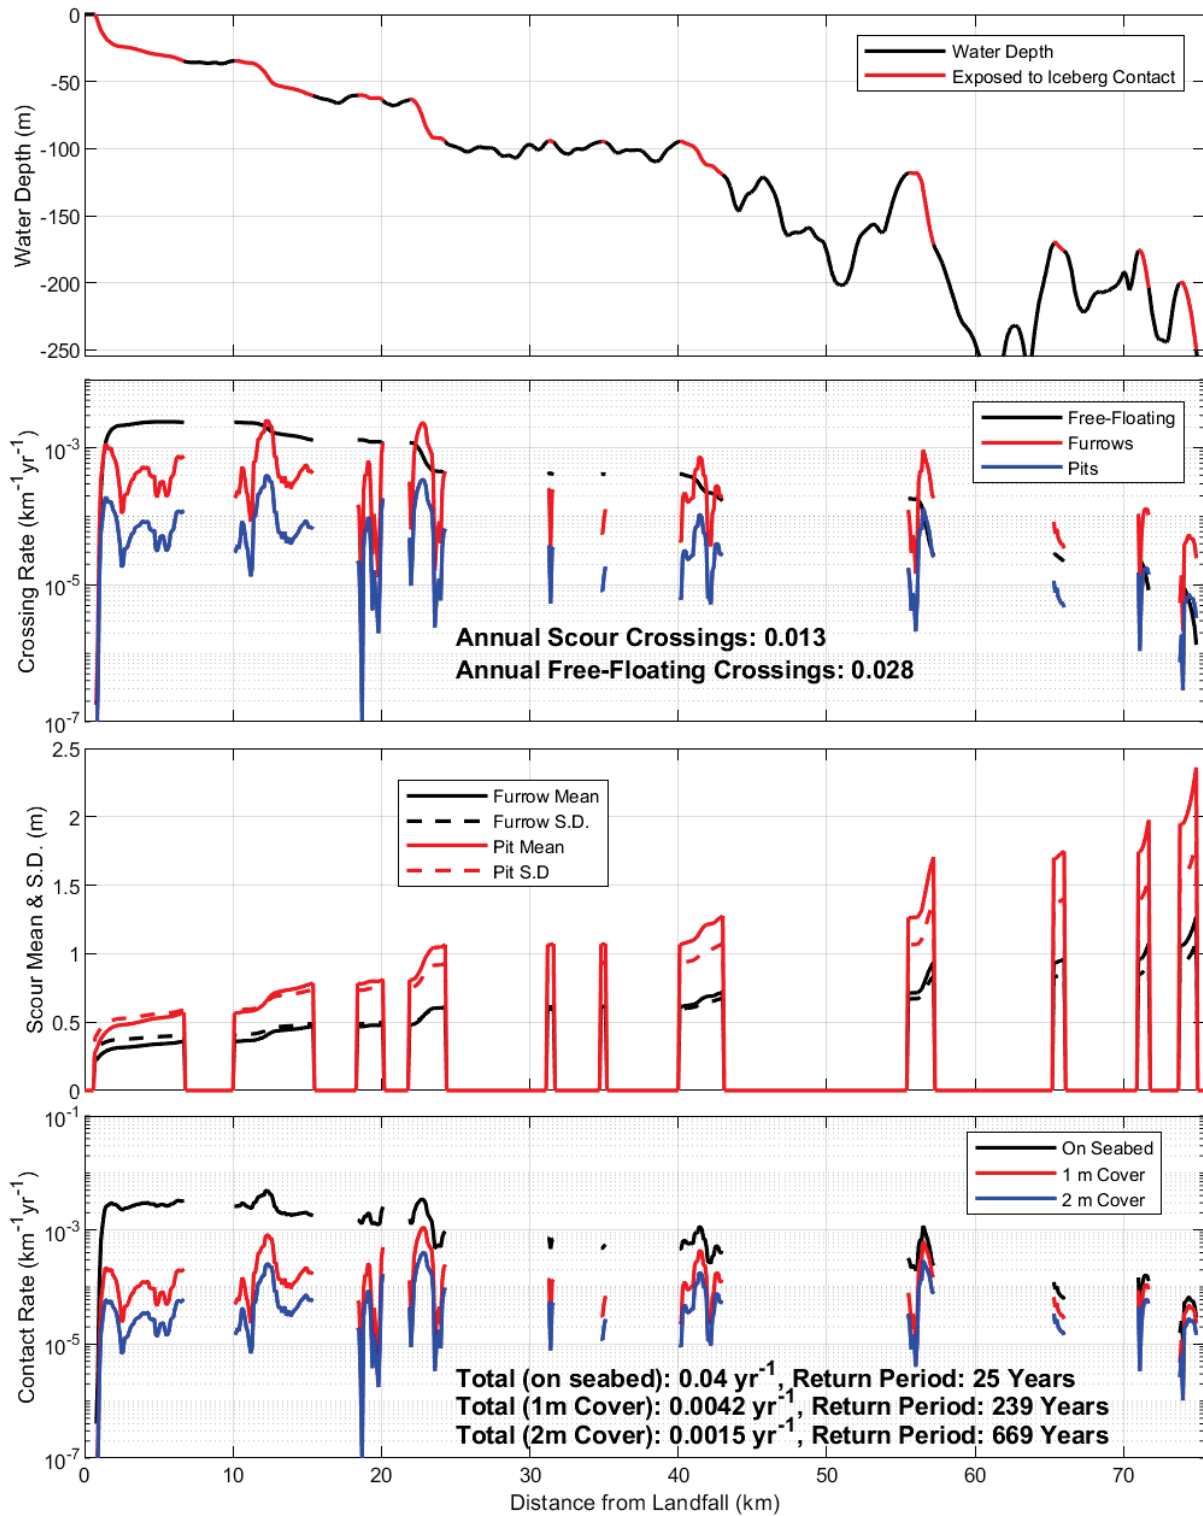 0
-50
-100
-150
-200
-250
Water Depth (m)
Water Depth
Exposed to Iceberg Contact
10-3
10-5
10-7
Crossing Rate (km-1yr-1)
Free-Floating
Furrows
Pits
Annual Scour Crossings: 0.013
Annual Free-Floating Crossings: 0.028
2.5
2
1.5
1
0.5
0
Scour Mean & S.D. (m)
Furrow Mean
Furrow S.D.
Pit Mean
Pit S.D
10-1
10-3
10-5
10-7
Contact Rate (km-1yr-1)
On Seabed
1 m Cover
2 m Cover
Total (on seabed): 0.04 yr-1, Return Period: 25 Years
Total (1m Cover): 0.0042 yr-1, Return Period: 239 Years
Total (2m Cover): 0.0015 yr-1, Return Period: 669 Years
0 10 20 30 40 50 60 70
Distance from Landfall (km)